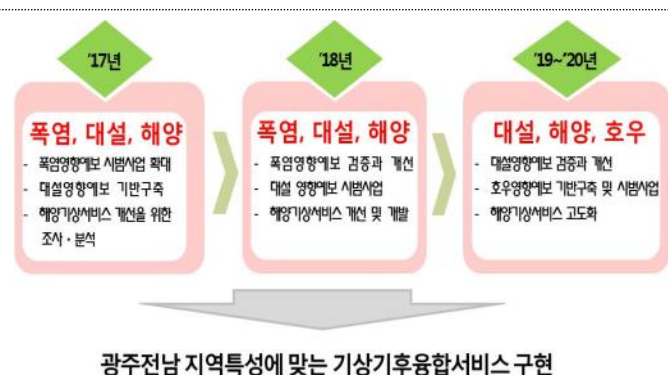 '17년
폭염, 대설, 해양
- 폭염영향예보 시범사업 확대
- 대설영향예보 기반구축
- 해양기상서비스 개선을 위한
조사·분석
'18년
폭염, 대설, 해양
- 폭염영향예보 검증과 개선
- 대설 영향예보 시범사업
- 해양기상서비스 개선 및 개발
'19~'20년
대설, 해양, 호우
- 대설영향예보 검증과 개선
- 호우영향예보 기반구축 및 시범사업
- 해양기상서비스 고도화
광주전남 지역특성에 맞는 기상기후융합서비스 구현